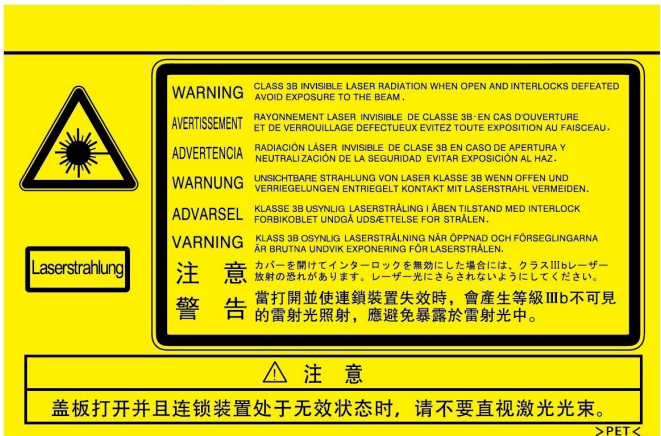 WARNING CLASS 3B INVISIBLE LASER RADIATION WHEN OPEN AND INTERLOCKS DEFEATED
AVOID EXPOSURE TO THE BEAM.
AVERTISSEMENT RAYONNEMENT LASER INVISIBLE DE CLASSE 3B-EN CAS D'OUVERTURE
ET DE VERROUILLAGE DEFECTUEUX EVITEZ TOUTE EXPOSITION AU FAISCEAU.
ADVERTENCIA RADIACIÓN LÁSER INVISIBLE DE CLASE 3B EN CASO DE APERTURA Y
NEUTRALIZACIÓN DE LA SEGURIDAD EVITAR EXPOSICIÓN AL HAZ.
WARNUNG UNSICHTBARE STRAHLUNG VON LASER KLASSE 3B WENN OFFEN UND
VERRIEGELUNGEN ENTRIEGELT KONTAKT MIT LASERSTRAHL VERMEIDEN.
ADVARSEL KLASSE 3B USYNLIG LASERSTRÅLING I ÅBEN TILSTAND MED INTERLOCK
FORBIKOBLET UNDGÅ UDSÆTTELSE FOR STRÅLEN.
VARNING KLASS 3B OSYNLIG LASERSTRÅLNING NÄR ÖPPNAD OCH FÖRSEGLINGARNA
ÄR BRUTNA UNDVIK EXPONERING FÖR LASERSTRÅLEN.
注 意 カバーを開けてインターロックを無効にした場合には、クラスⅢbレーザー
放射の恐れがあります。レーザー光にさらされないようにしてください。
警 告 當打開並使連鎖裝置失效時，會產生等級Ⅲb不可見
的雷射光照射，應避免暴露於雷射光中。
Laserstrahlung
注 意
盖板打开并且连锁装置处于无效状态时，请不要直视激光光束。
>PET<